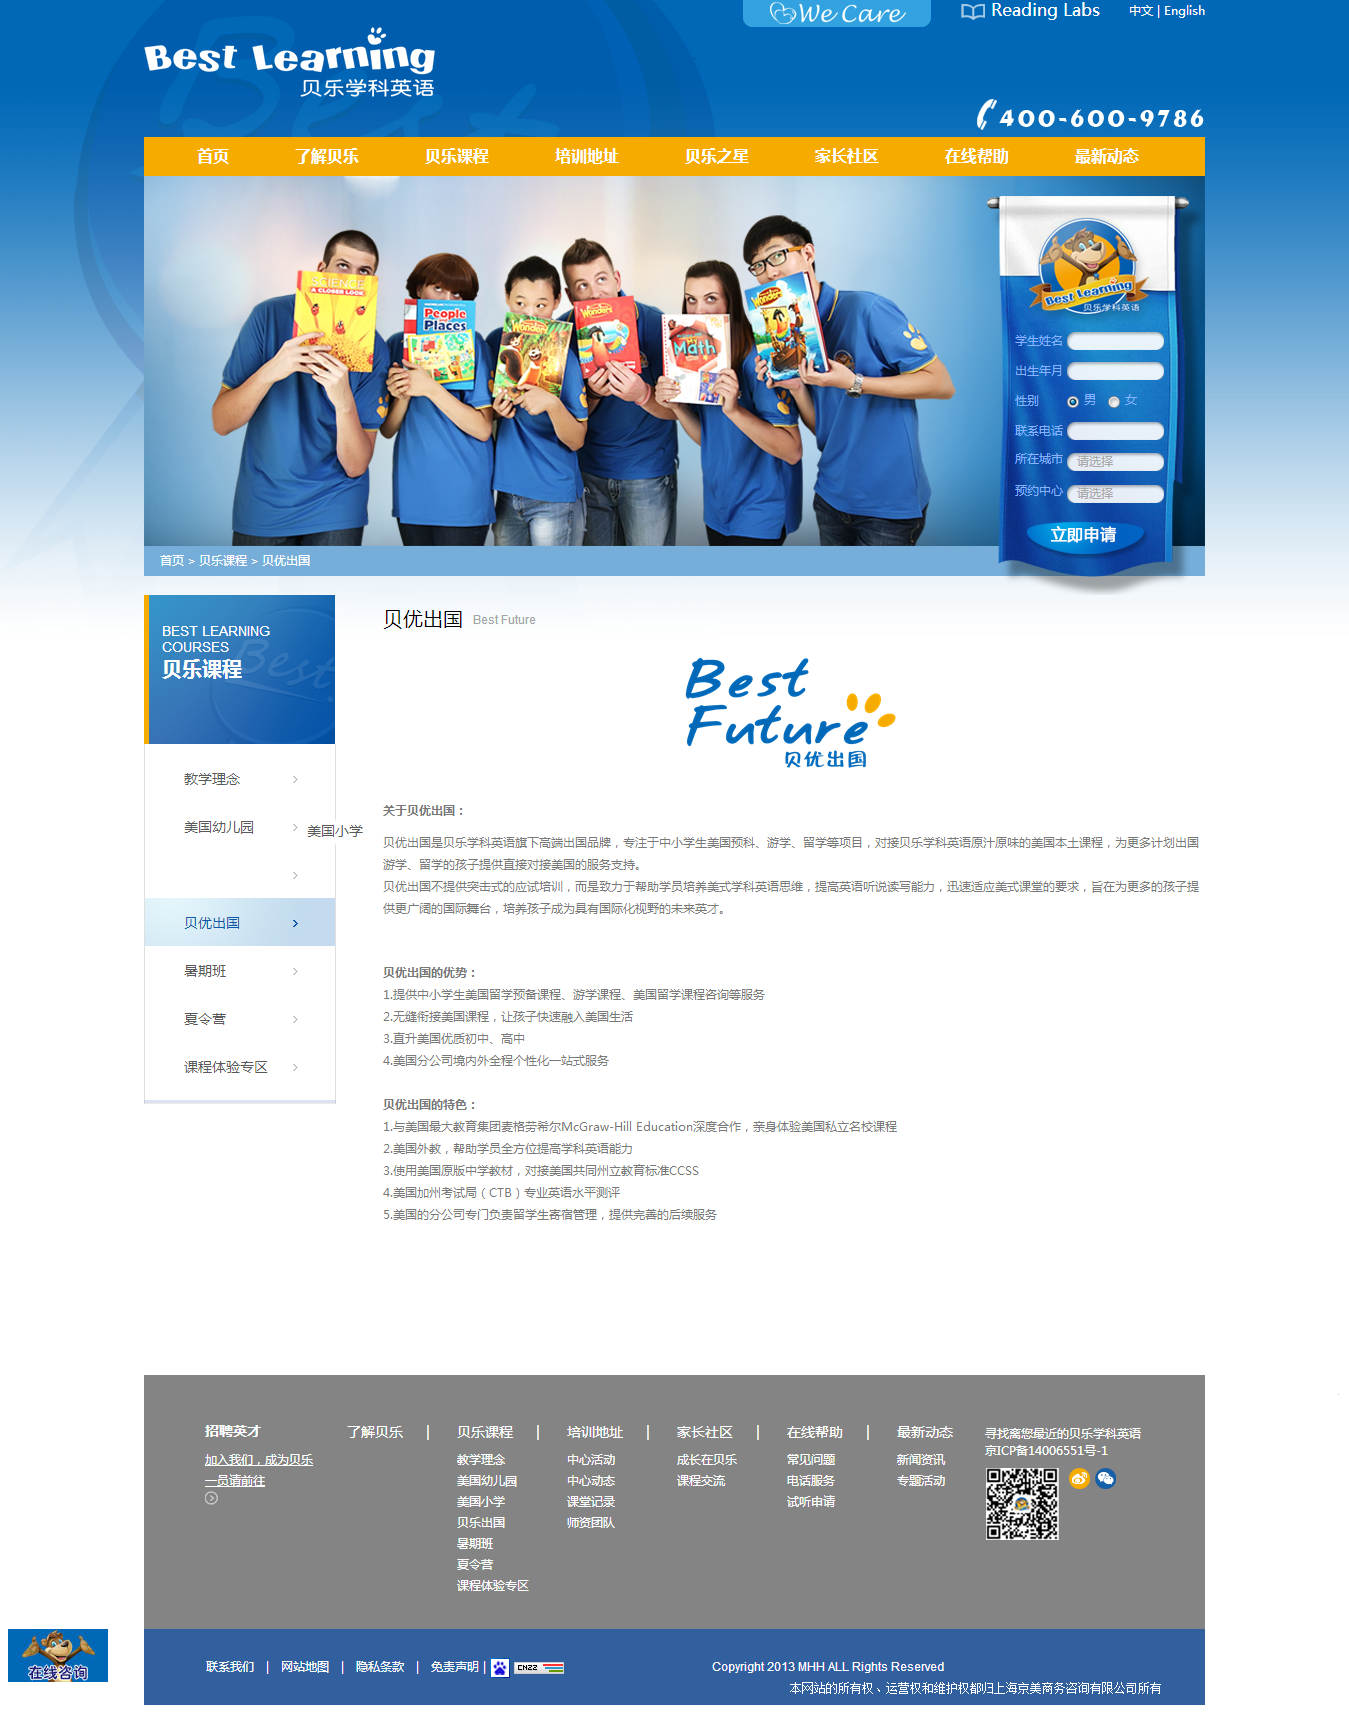 We Care
Reading Labs
中文 | English
Best Learning
贝乐学科英语
400-600-9786
首页 了解贝乐 贝乐课程 培训地址 贝乐之星 家长社区 在线帮助 最新动态
SCIENCE
A CLOSER LOOK
People and Places
Wonders
Wonders
Math
Wonders
Best Learning
贝乐学科英语
学生姓名
出生年月
性别 男 女
联系电话
所在城市 请选择
预约中心 请选择
立即申请
首页 > 贝乐课程 > 贝优出国
BEST LEARNING
COURSES
贝乐课程
教学理念
美国幼儿园
美国小学
贝优出国
暑期班
夏令营
课程体验专区
贝优出国 Best Future
Best
Future
贝优出国
关于贝优出国：
贝优出国是贝乐学科英语旗下高端出国品牌，专注于中小学生美国预科、游学、留学等项目，对接贝乐学科英语原汁原味的美国本土课程，为更多计划出国
游学、留学的孩子提供直接对接美国的服务支持。
贝优出国不提供突击式的应试培训，而是致力于帮助学员培养美式学科英语思维，提高英语听说读写能力，迅速适应美式课堂的要求，旨在为更多的孩子提
供更广阔的国际舞台，培养孩子成为具有国际化视野的未来英才。
贝优出国的优势：
1.提供中小学生美国留学预备课程、游学课程、美国留学课程咨询等服务
2.无缝衔接美国课程，让孩子快速融入美国生活
3.直升美国优质初中、高中
4.美国分公司境内外全程个性化一站式服务
贝优出国的特色：
1.与美国最大教育集团麦格劳希尔McGraw-Hill Education深度合作，亲身体验美国私立名校课程
2.美国外教，帮助学员全方位提高学科英语能力
3.使用美国原版中学教材，对接美国共同州立教育标准CCSS
4.美国加州考试局（CTB）专业英语水平测评
5.美国的分公司专门负责留学生寄宿管理，提供完善的后续服务
招聘英才
加入我们，成为贝乐
一员请前往
了解贝乐 | 贝乐课程 | 培训地址 | 家长社区 | 在线帮助 | 最新动态
教学理念
美国幼儿园
美国小学
贝乐出国
暑期班
夏令营
课程体验专区
中心活动
中心动态
课堂记录
师资团队
成长在贝乐
课程交流
常见问题
电话服务
试听申请
新闻资讯
专题活动
寻找离您最近的贝乐学科英语
京ICP备14006551号-1
在线咨询
联系我们 | 网站地图 | 隐私条款 | 免责声明 | CNZZ
Copyright 2013 MHH ALL Rights Reserved
本网站的所有权、运营权和维护权都归上海京美商务咨询有限公司所有